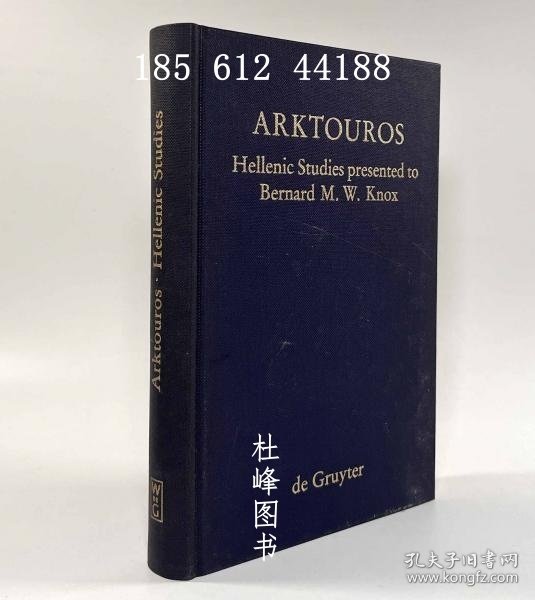 185 612 44188
ARKTOUROS
Hellenic Studies presented to
Bernard M. W. Knox
de Gruyter
Arktouros · Hellenic Studies
W
G
杜峰图书
孔夫子旧书网
www.kongfz.com